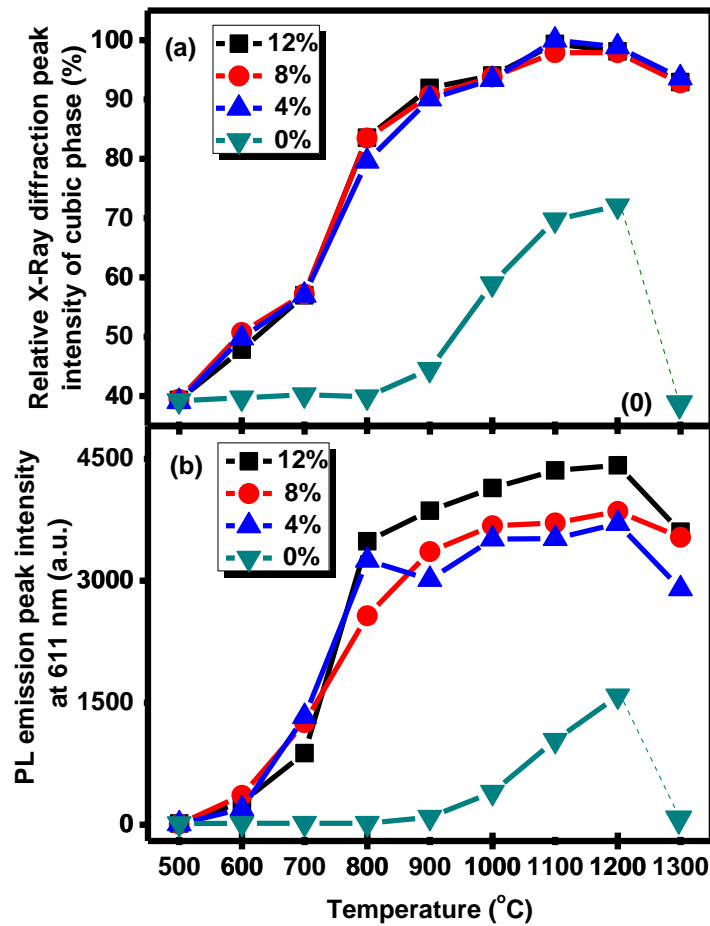 Relative X-Ray diffraction peak
intensity of cubic phase (%)
100
90
80
70
60
50
40
(a)
12%
8%
4%
0%
(0)
PL emission peak intensity
at 611 nm (a.u.)
4500
3000
1500
0
(b)
12%
8%
4%
0%
500 600 700 800 900 1000 1100 1200 1300
Temperature (°C)